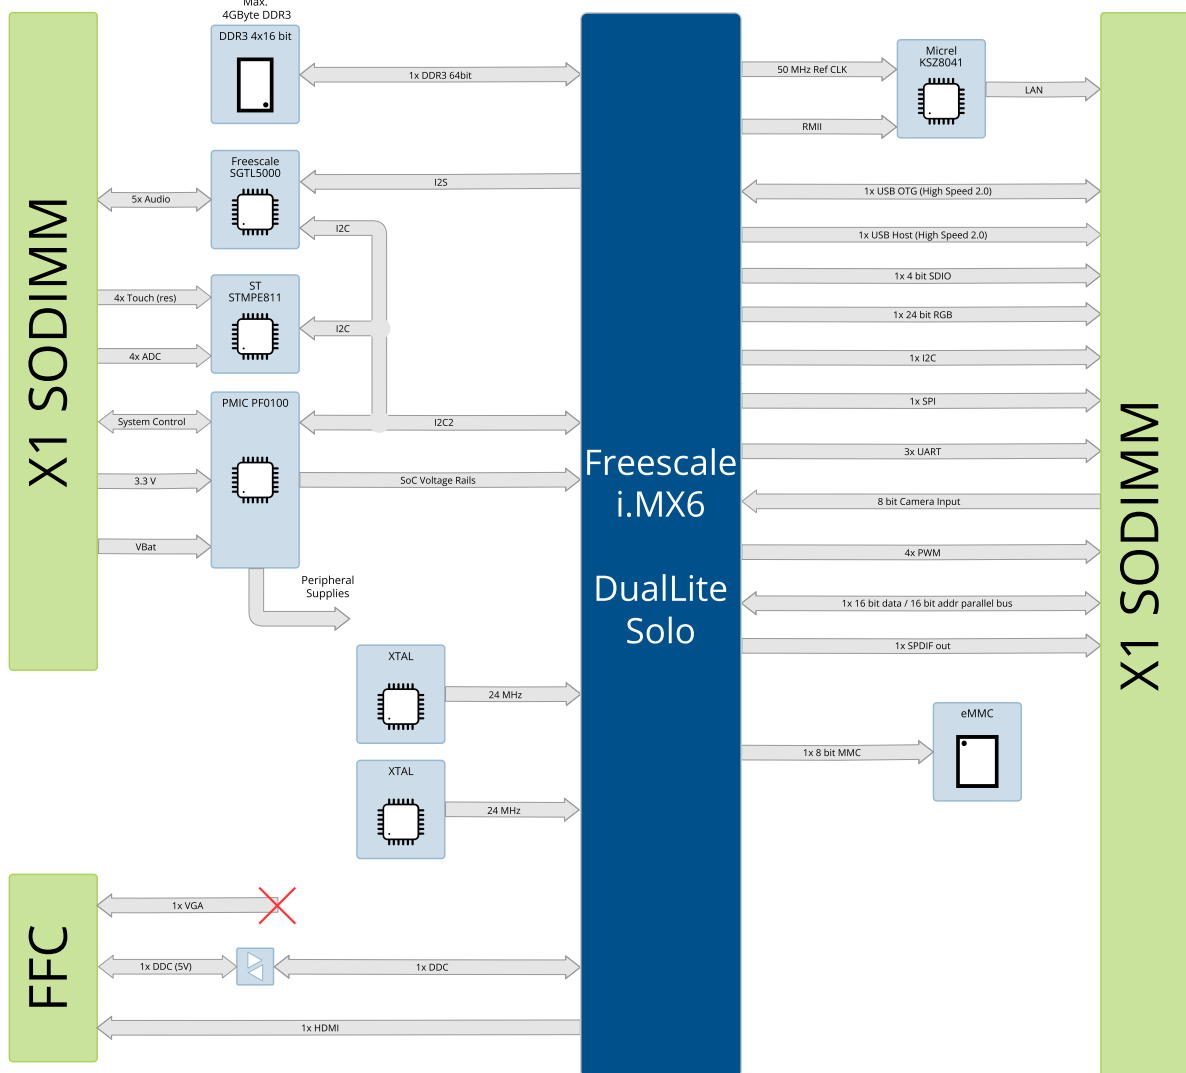 Max.
4GByte DDR3
DDR3 4x16 bit
1x DDR3 64bit
Freescale
SGTL5000
5x Audio
I2S
I2C
ST
STMPE811
4x Touch (res)
4x ADC
I2C
PMIC PF0100
System Control
3.3 V
VBat
I2C2
SoC Voltage Rails
Peripheral
Supplies
X1 SODIMM
XTAL
24 MHz
XTAL
24 MHz
FFC
1x VGA
1x DDC (5V)
1x DDC
1x HDMI
Freescale
i.MX6
DualLite
Solo
50 MHz Ref CLK
RMII
Micrel
KSZ8041
LAN
1x USB OTG (High Speed 2.0)
1x USB Host (High Speed 2.0)
1x 4 bit SDIO
1x 24 bit RGB
1x I2C
1x SPI
3x UART
8 bit Camera Input
4x PWM
1x 16 bit data / 16 bit addr parallel bus
1x SPDIF out
eMMC
1x 8 bit MMC
X1 SODIMM